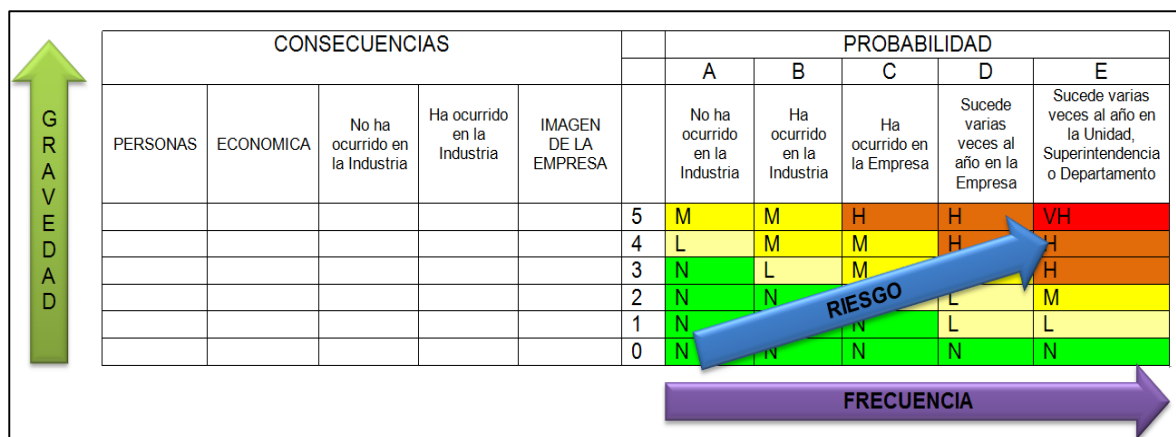 G
R
A
V
E
D
A
D
CONSECUENCIAS
PROBABILIDAD
A B C D E
PERSONAS
ECONOMICA
No ha
ocurrido en
la Industria
Ha ocurrido
en la
Industria
IMAGEN
DE LA
EMPRESA
No ha
ocurrido
en la
Industria
Ha
ocurrido
en la
Industria
Ha
ocurrido en
la Empresa
Sucede
varias
veces al
año en la
Empresa
Sucede varias
veces al año en
la Unidad,
Superintendencia
o Departamento
5 M M H H VH
4 L M M H H
3 N L M H
2 N N L M
1 N N L L
0 N N N N N
RIESGO
FRECUENCIA